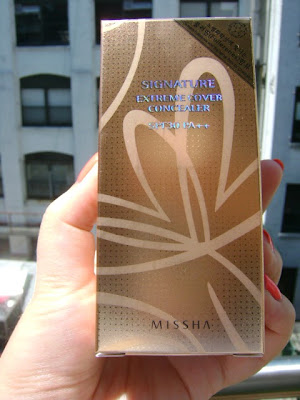 SIGNATURE
EXTREME COVER
CONCEALER
SPF30 PA++
MISSHA